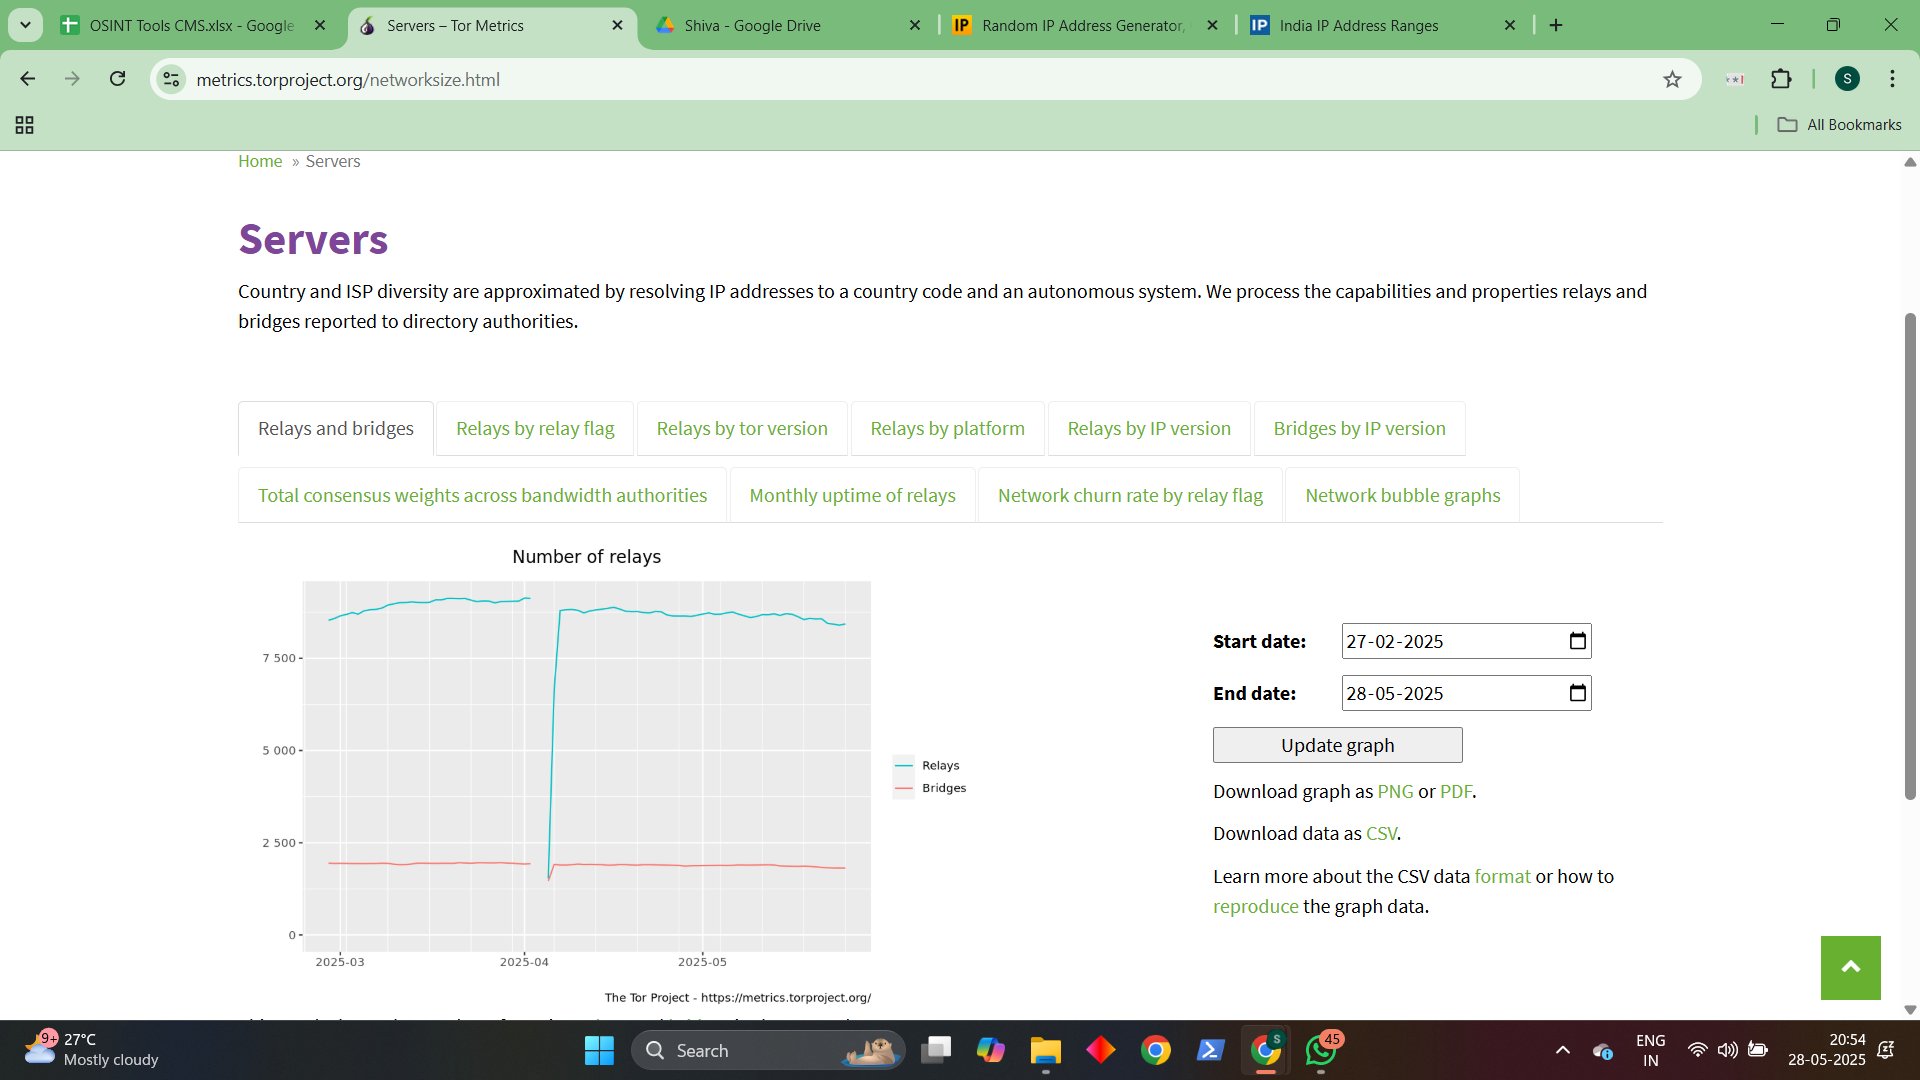 OSINT Tools CMS.xlsx - Google
Servers – Tor Metrics
Shiva - Google Drive
IP
Random IP Address Generator,
IP
India IP Address Ranges
metrics.torproject.org/networksize.html
S
All Bookmarks
Home » Servers
Servers
Country and ISP diversity are approximated by resolving IP addresses to a country code and an autonomous system. We process the capabilities and properties relays and
bridges reported to directory authorities.
Relays and bridges
Relays by relay flag
Relays by tor version
Relays by platform
Relays by IP version
Bridges by IP version
Total consensus weights across bandwidth authorities
Monthly uptime of relays
Network churn rate by relay flag
Network bubble graphs
Number of relays
7 500
5 000
2 500
0
2025-03
2025-04
2025-05
Relays
Bridges
The Tor Project - https://metrics.torproject.org/
Start date:
27-02-2025
End date:
28-05-2025
Update graph
Download graph as PNG or PDF.
Download data as CSV.
Learn more about the CSV data format or how to
reproduce the graph data.
9+
27°C
Mostly cloudy
Search
S
45
ENG
IN
20:54
28-05-2025